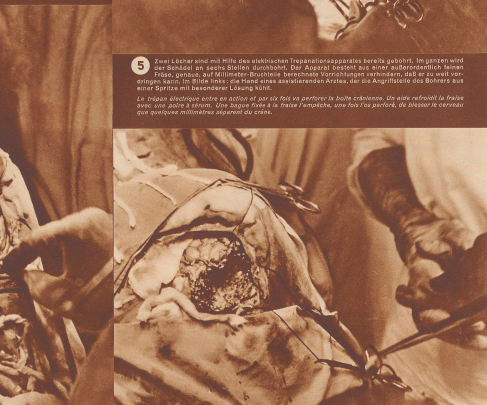 5 Zwei Löcher sind mit Hilfe des elektrischen Trepanationsapparates bereits gebohrt. Im ganzen wird
der Schädel an sechs Stellen durchbohrt. Der Apparat besteht aus einer außerordentlich feinen
Fräse, genaue, auf Millimeter-Bruchteile berechnete Vorrichtungen verhindern, daß er zu weit vor-
dringen kann. Im Bilde links: die Hand eines assistierenden Arztes, der die Angriffstelle des Bohrers aus
einer Spritze mit besonderer Lösung kühlt.
Le trépan électrique entre en action et par six fois va perforer la boîte crânienne. Un aide refroidit la fraise
avec une poire à sérum. Une bague fixée à la fraise l'empêche, une fois l'os perforé, de blesser le cerveau
que quelques millimètres séparent du crâne.